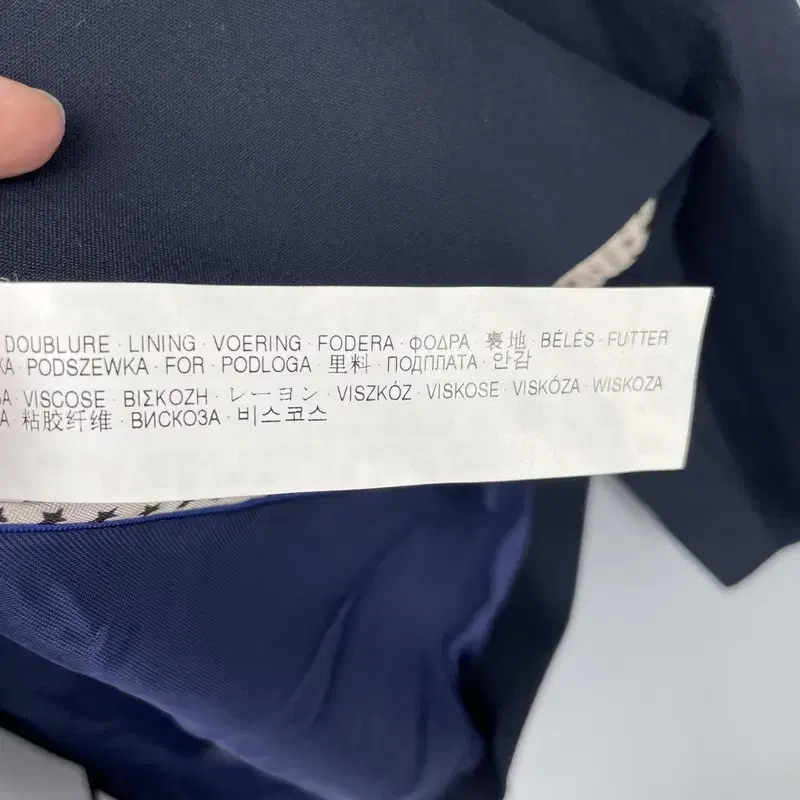 DOUBLURE · LINING · VOERING · FODERA · ΦΟΔΡΑ 裏地 · BÉLÉS · FUTTER
KA · PODSZEWKA · FOR · PODLOGA · 里料 · ПОДПЛАТА · 안감
VISCOSE · ΒΙΣΚΟΖΗ · レーヨン · VISZKÓZ · VISKOSE · VISKÓZA · WISKOZA
粘胶纤维 · ВИСКОЗА · 비스코스